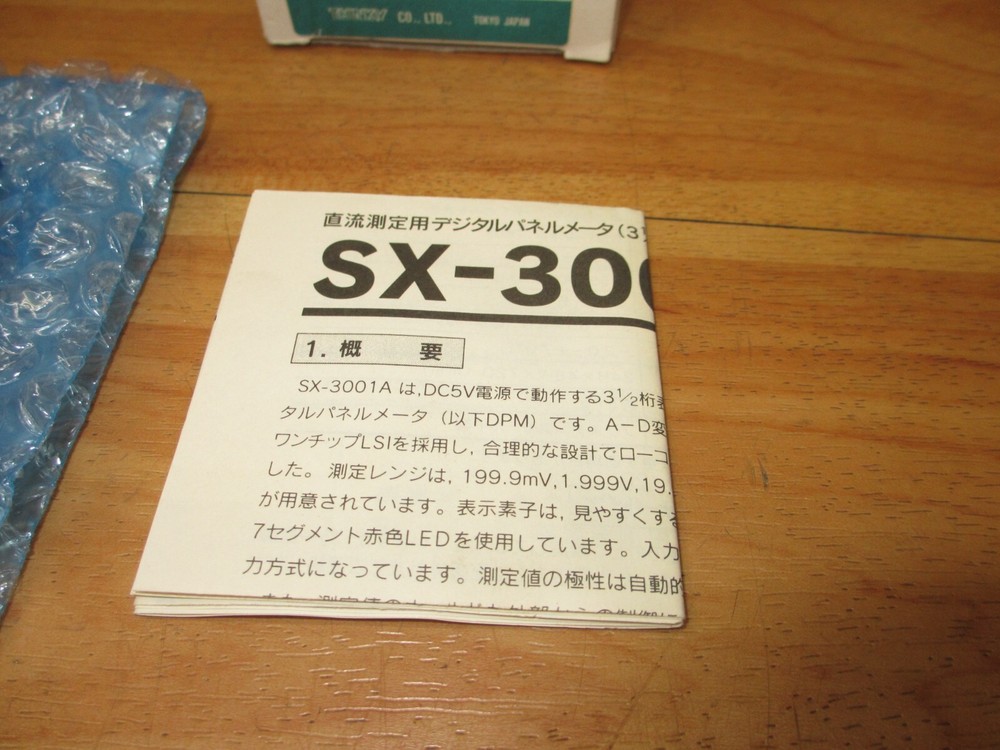 CO., LTD., TOKYO JAPAN
直流測定用デジタルパネルメータ(3
SX-300
1. 概 要
SX-3001A は,DC5V電源で動作する3 1/2桁表
タルパネルメータ (以下DPM) です。A-D変
ワンチップLSIを採用し, 合理的な設計でローコ
した。 測定レンジは, 199.9mV,1.999V,19.
が用意されています。表示素子は, 見やすくする
7セグメント赤色LEDを使用しています。入力
力方式になっています。測定値の極性は自動的